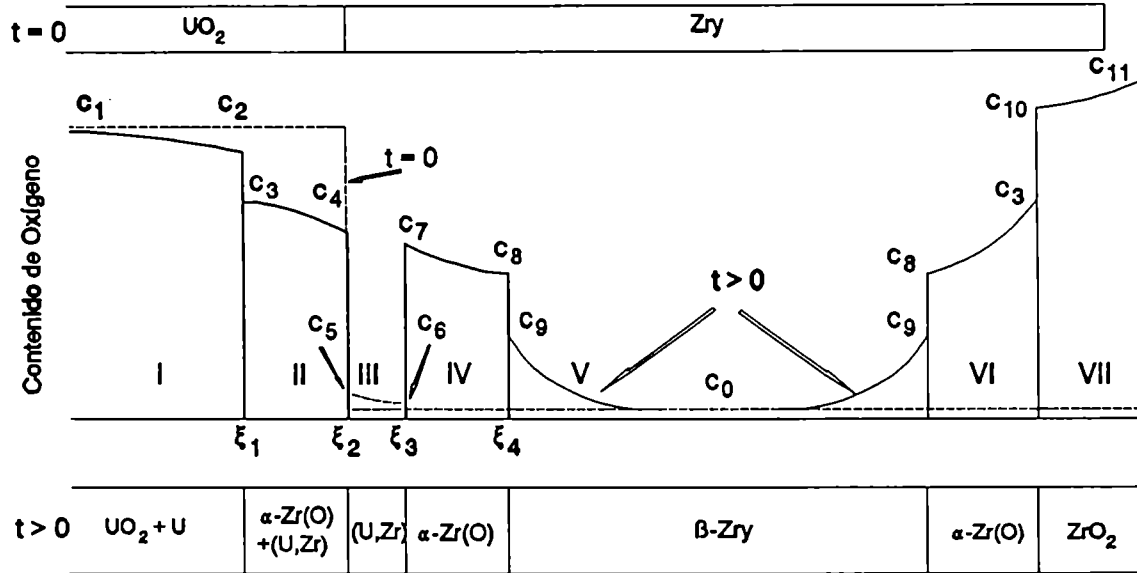 t = 0 UO₂ Zry
C₁₁
C₁ C₂ C₁₀
t = 0
C₃ C₄ C₃
C₇ C₈ C₈
t > 0
C₅ C₆ C₉ C₉
C₀
I II III IV V VI VII
Contenido de Oxígeno
ξ₁ ξ₂ ξ₃ ξ₄
t > 0 UO₂ + U α-Zr(O) +(U,Zr) (U,Zr) α-Zr(O) ß-Zry α-Zr(O) ZrO₂